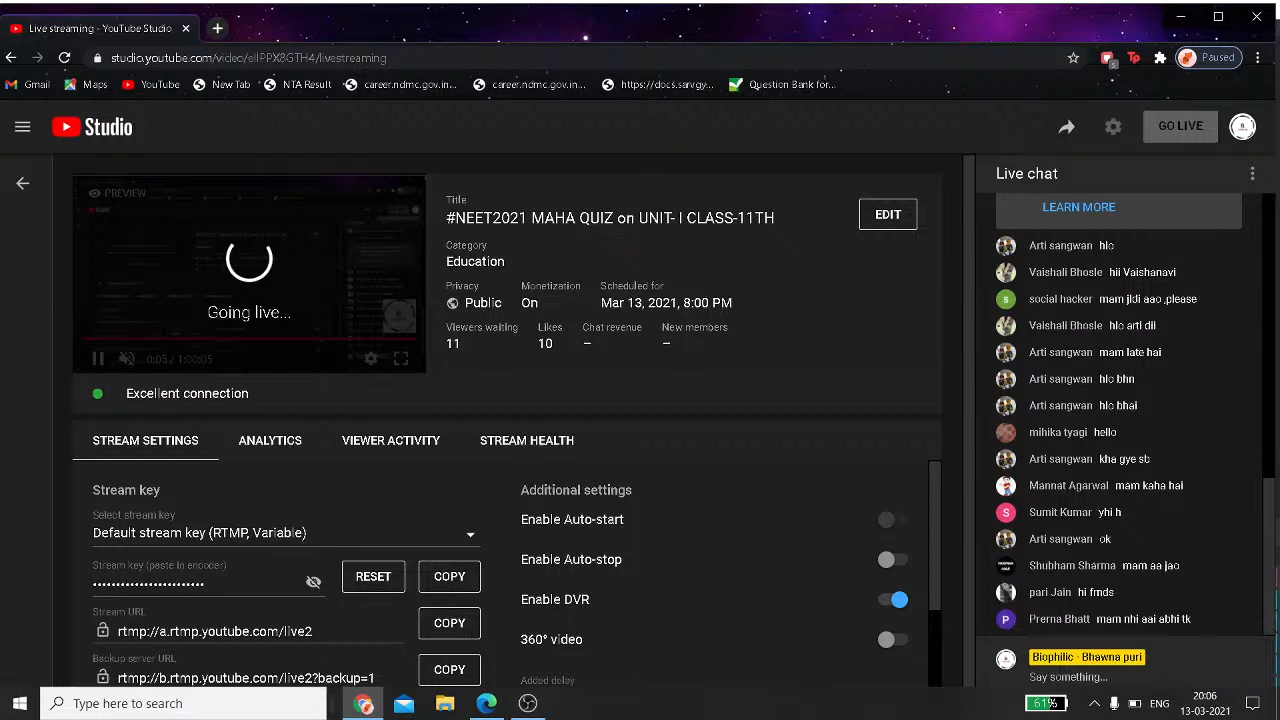 Live streaming - YouTube Studio
studio.youtube.com/video/ Paused
Gmail Maps YouTube New Tab NTA Result career.ndmc.gov.in... career.ndmc.gov.in... https://docs.sav.gy... Question Bank for...
Studio GO LIVE
PREVIEW
Going live...
0:05 / 1:00:05
Title
#NEET2021 MAHA QUIZ on UNIT- I CLASS-11TH
EDIT
Category
Education
Privacy Monetization Scheduled for
Public On Mar 13, 2021, 8:00 PM
Viewers waiting Likes Chat revenue New members
11 10 – –
Excellent connection
STREAM SETTINGS ANALYTICS VIEWER ACTIVITY STREAM HEALTH
Stream key
Select stream key
Default stream key (RTMP, Variable)
Stream key (paste in encoder)
•••••••••••••••••••••••• RESET COPY
Stream URL
rtmp://a.rtmp.youtube.com/live2 COPY
Backup server URL
rtmp://b.rtmp.youtube.com/live2?backup=1 COPY
Additional settings
Enable Auto-start
Enable Auto-stop
Enable DVR
360° video
Added delay
Live chat
LEARN MORE
Arti sangwan hlo
Vaishali Bhosle hii Vaishanavi
s social hacker mam jldi aao ,please
Vaishali Bhosle hlo arti dii
Arti sangwan mam late hai
Arti sangwan hlo bhn
Arti sangwan hlo bhai
mihika tyagi hello
Arti sangwan kha gye sb
Mannat Agarwal mam kaha hai
S Sumit Kumar yhi h
Arti sangwan ok
Shubham Sharma mam aa jao
pari Jain hi frnds
P Prerna Bhatt mam nhi aai abhi tk
Biophilic - Bhawna puri
Say something...
Type here to search
61% ENG 20:06
13-03-2021